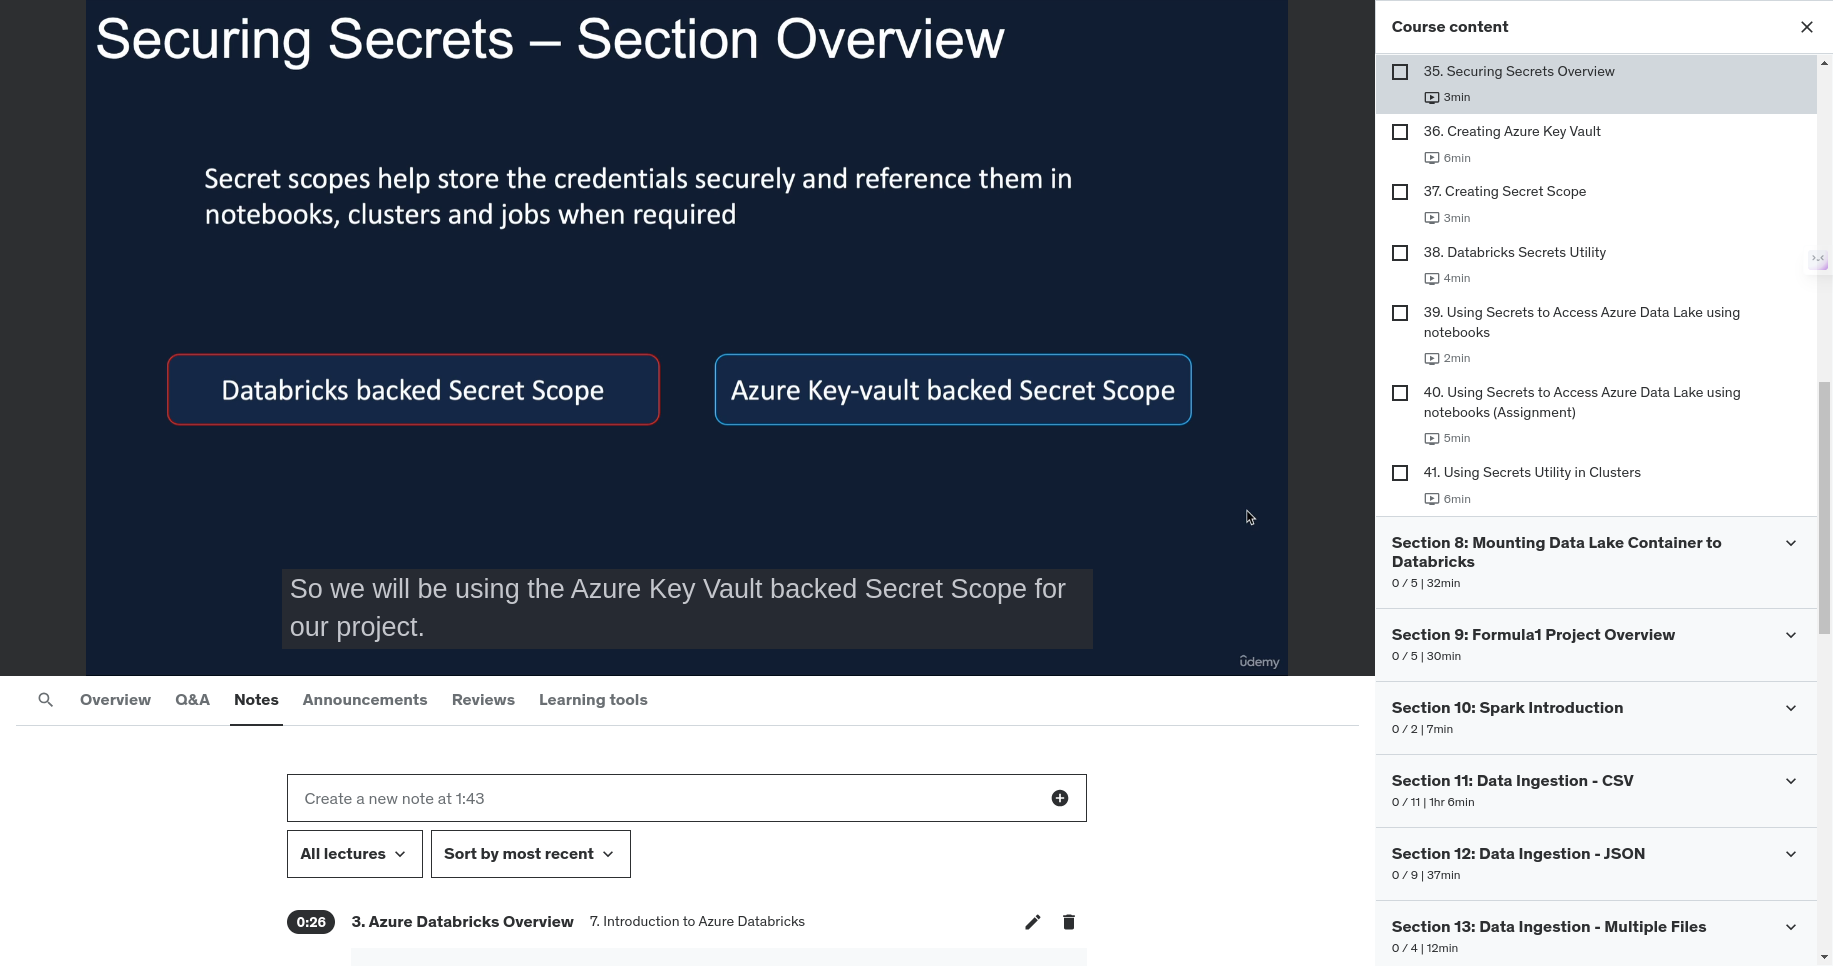 Securing Secrets – Section Overview
Secret scopes help store the credentials securely and reference them in
notebooks, clusters and jobs when required
Databricks backed Secret Scope
Azure Key-vault backed Secret Scope
So we will be using the Azure Key Vault backed Secret Scope for
our project.
ûdemy
Overview
Q&A
Notes
Announcements
Reviews
Learning tools
Create a new note at 1:43
All lectures
Sort by most recent
0:26
3. Azure Databricks Overview
7. Introduction to Azure Databricks
Course content
35. Securing Secrets Overview
3min
36. Creating Azure Key Vault
6min
37. Creating Secret Scope
3min
38. Databricks Secrets Utility
4min
39. Using Secrets to Access Azure Data Lake using
notebooks
2min
40. Using Secrets to Access Azure Data Lake using
notebooks (Assignment)
5min
41. Using Secrets Utility in Clusters
6min
Section 8: Mounting Data Lake Container to
Databricks
0 / 5 | 32min
Section 9: Formula1 Project Overview
0 / 5 | 30min
Section 10: Spark Introduction
0 / 2 | 7min
Section 11: Data Ingestion - CSV
0 / 11 | 1hr 6min
Section 12: Data Ingestion - JSON
0 / 9 | 37min
Section 13: Data Ingestion - Multiple Files
0 / 4 | 12min